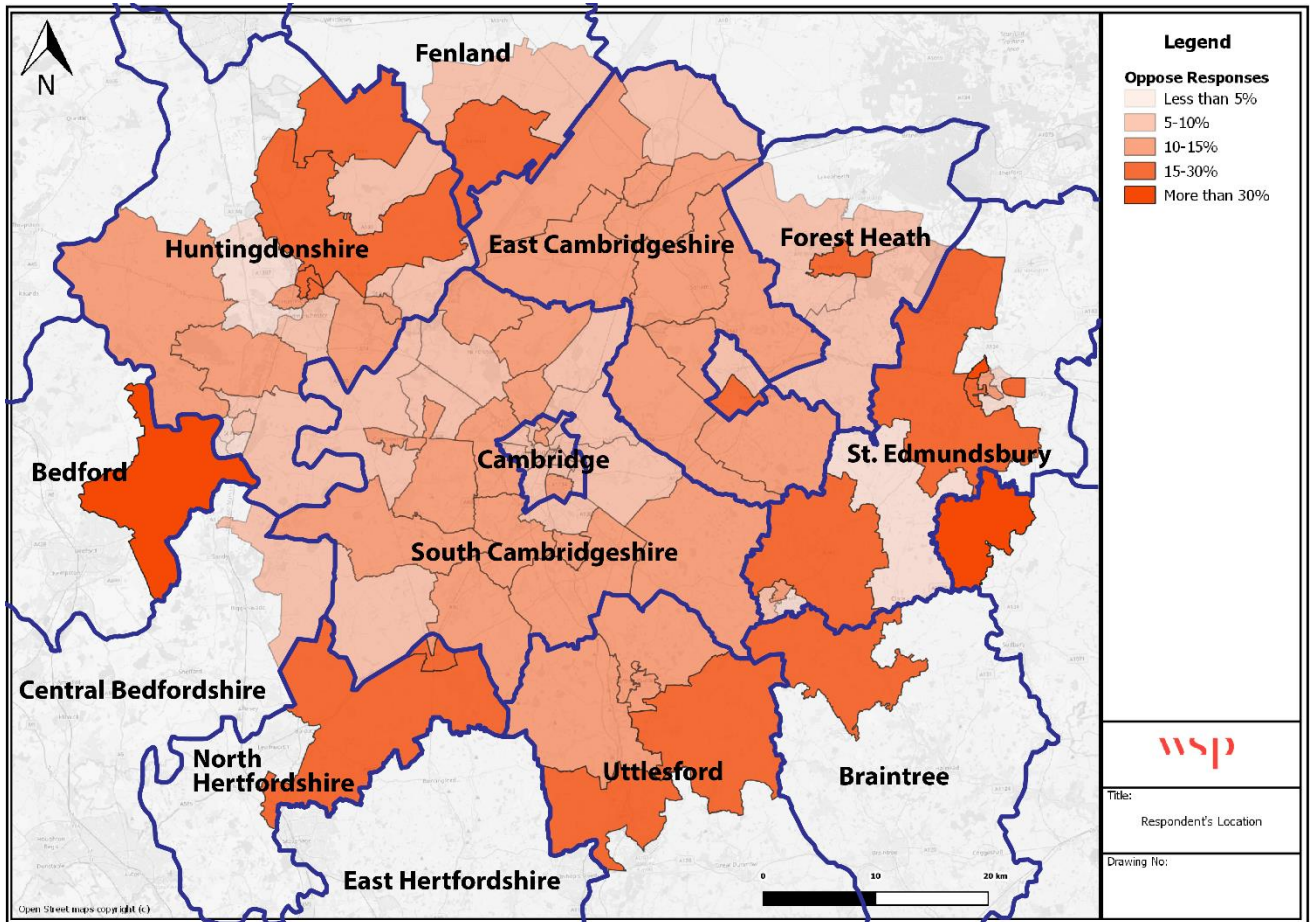 N
Fenland
Huntingdonshire
East Cambridgeshire
Forest Heath
Bedford
Cambridge
St. Edmundsbury
South Cambridgeshire
Central Bedfordshire
North
Hertfordshire
Uttlesford
Braintree
East Hertfordshire
0 10 20 km
Open Street maps copyright (c)
Legend
Oppose Responses
Less than 5%
5-10%
10-15%
15-30%
More than 30%
wsp
Title:
Respondent's Location
Drawing No: